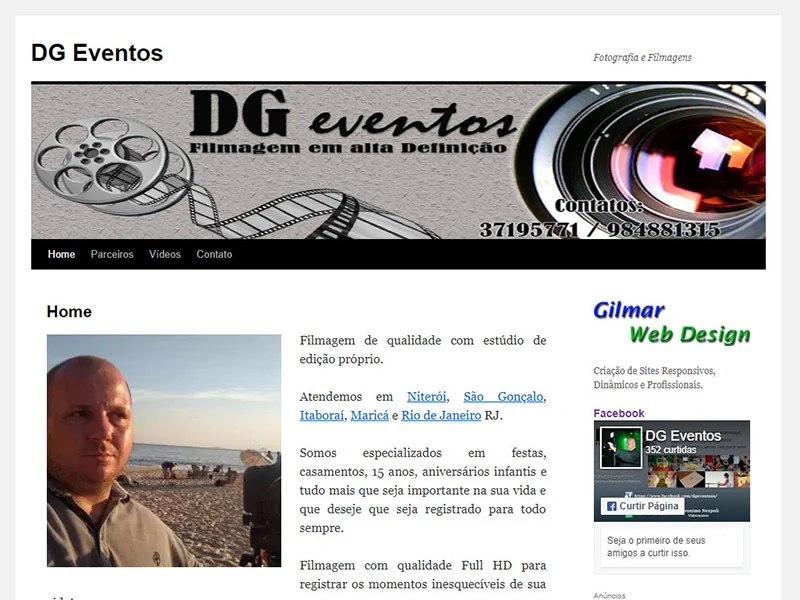 DG Eventos
Fotografia e Filmagens
DG eventos
Filmagem em alta Definição
Contatos:
37195771 / 984881315
Home Parceiros Vídeos Contato
Home
Filmagem de qualidade com estúdio de
edição próprio.
Atendemos em Niterói, São Gonçalo,
Itaboraí, Maricá e Rio de Janeiro RJ.
Somos especializados em festas,
casamentos, 15 anos, aniversários infantis e
tudo mais que seja importante na sua vida e
que deseje que seja registrado para todo
sempre.
Filmagem com qualidade Full HD para
registrar os momentos inesquecíveis de sua
Gilmar
Web Design
Criação de Sites Responsivos,
Dinâmicos e Profissionais.
Facebook
DG Eventos
352 curtidas
Curtir Página
Seja o primeiro de seus
amigos a curtir isso.
Anúncios